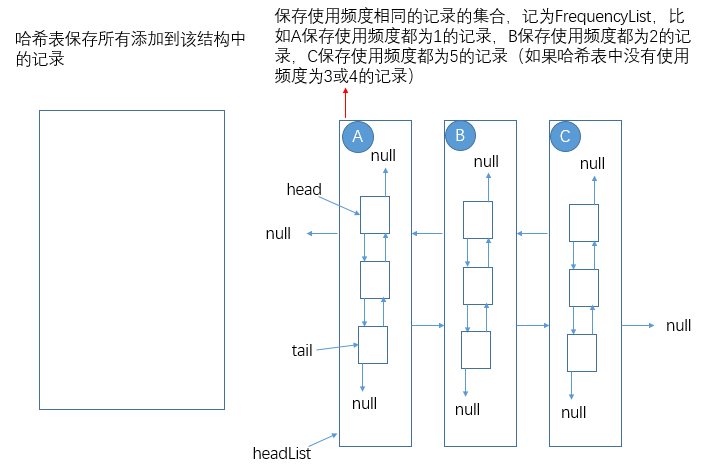 哈希表保存所有添加到该结构中
的记录
保存使用频度相同的记录的集合，记为FrequencyList，比
如A保存使用频度都为1的记录，B保存使用频度都为2的记
录，C保存使用频度都为5的记录（如果哈希表中没有使用
频度为3或4的记录）
A
B
C
null
null
null
head
null
null
tail
null
null
null
headList